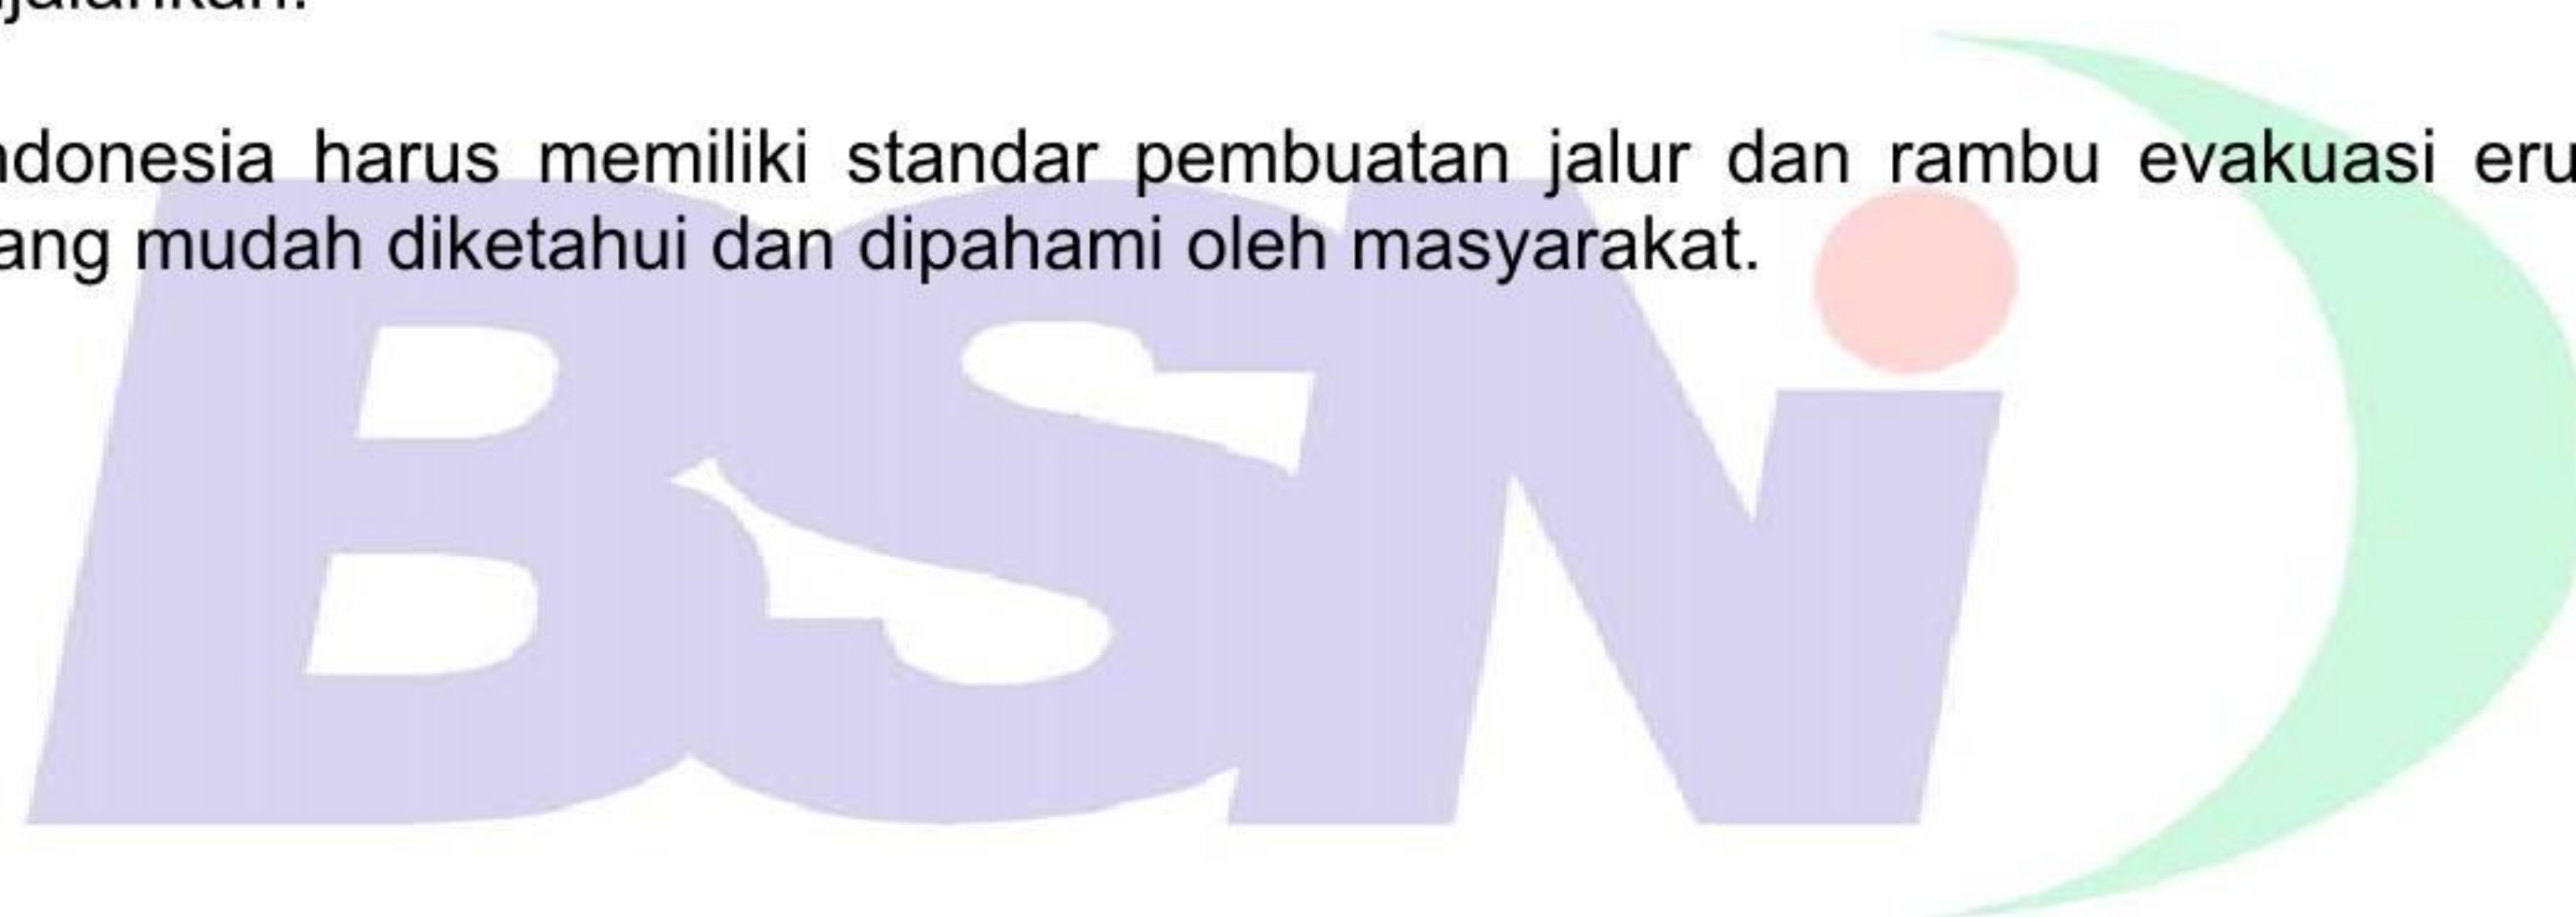 ndonesia harus memiliki standar pembuatan jalur dan rambu evakuasi eru
ang mudah diketahui dan dipahami oleh masyarakat.
BSN